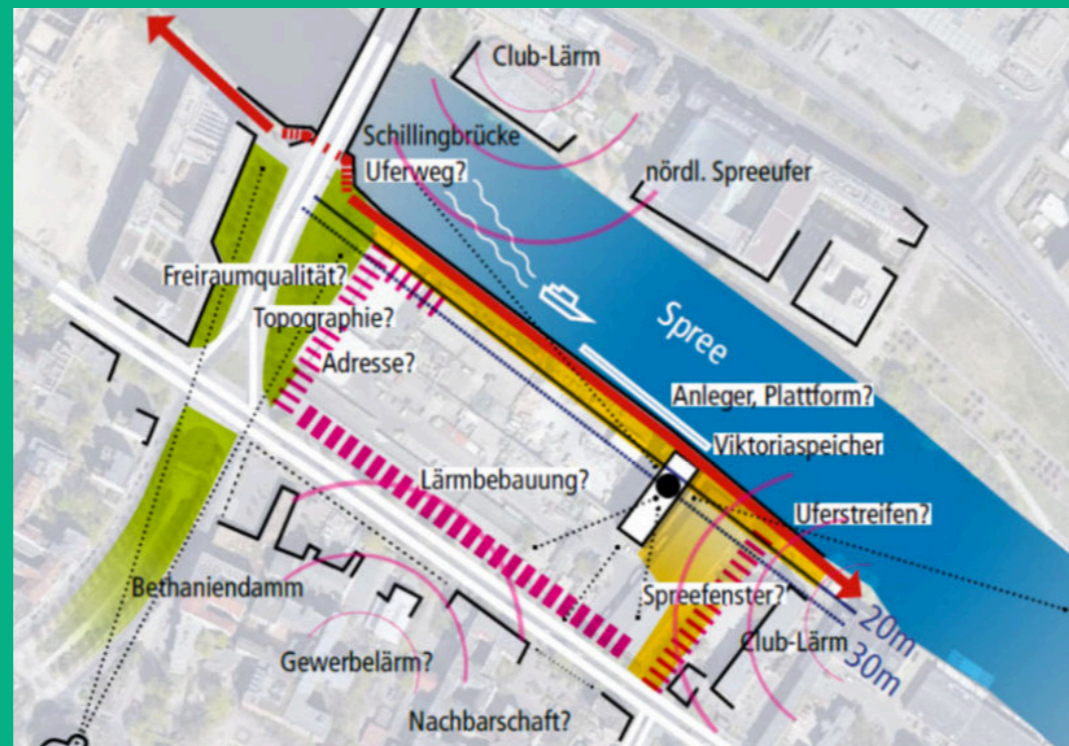 Club-Lärm
Schillingbrücke
Uferweg?
nördl. Spreeufer
Freiraumqualität?
Topographie?
Spree
Adresse?
Anleger, Plattform?
Viktoriaspeicher
Lärmbebauung?
Uferstreifen?
Bethaniendamm
Spreefenster?
20m
Club-Lärm
30m
Gewerbelärm?
Nachbarschaft?